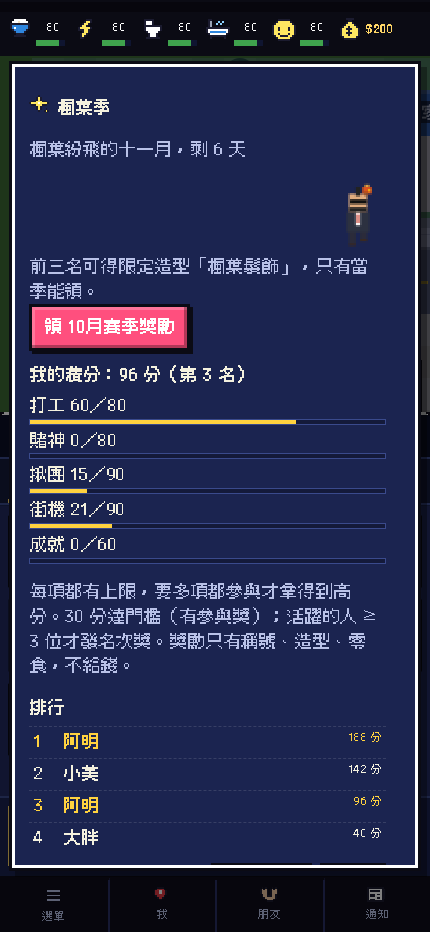 80 80 80 80 80 $200
楓葉季
楓葉紛飛的十一月，剩 6 天
前三名可得限定造型「楓葉髮飾」，只有當
季能領。
領 10月賽季獎勵
我的積分：96 分（第 3 名）
打工 60／80
賭神 0／80
揪團 15／90
街機 21／90
成就 0／60
每項都有上限，要多項都參與才拿得到高
分。30 分達門檻（有參與獎）；活躍的人 ≥
3 位才發名次獎。獎勵只有稱號、造型、零
食，不給錢。
排行
1 阿明 188 分
2 小美 142 分
3 阿明 96 分
4 大胖 40 分
選單 我 朋友 通知